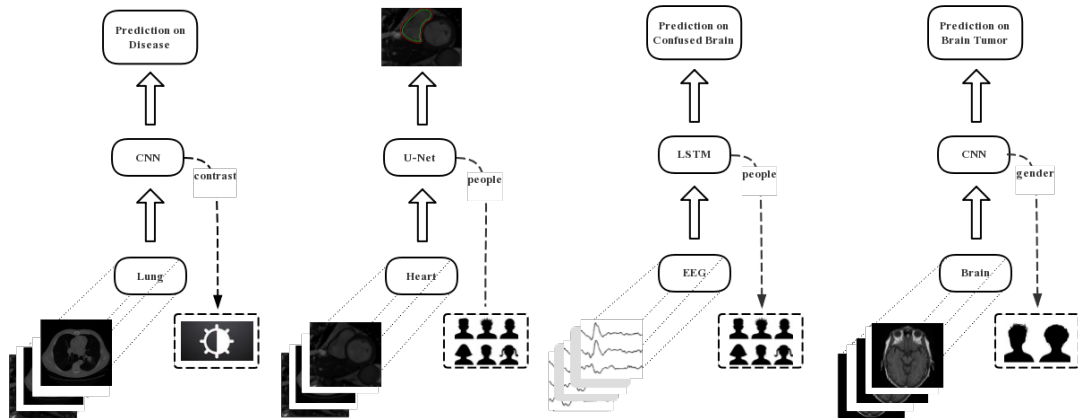 Prediction on
Disease
CNN
contrast
Lung
U-Net
people
Heart
Prediction on
Confused Brain
LSTM
people
EEG
Prediction on
Brain Tumor
CNN
gender
Brain